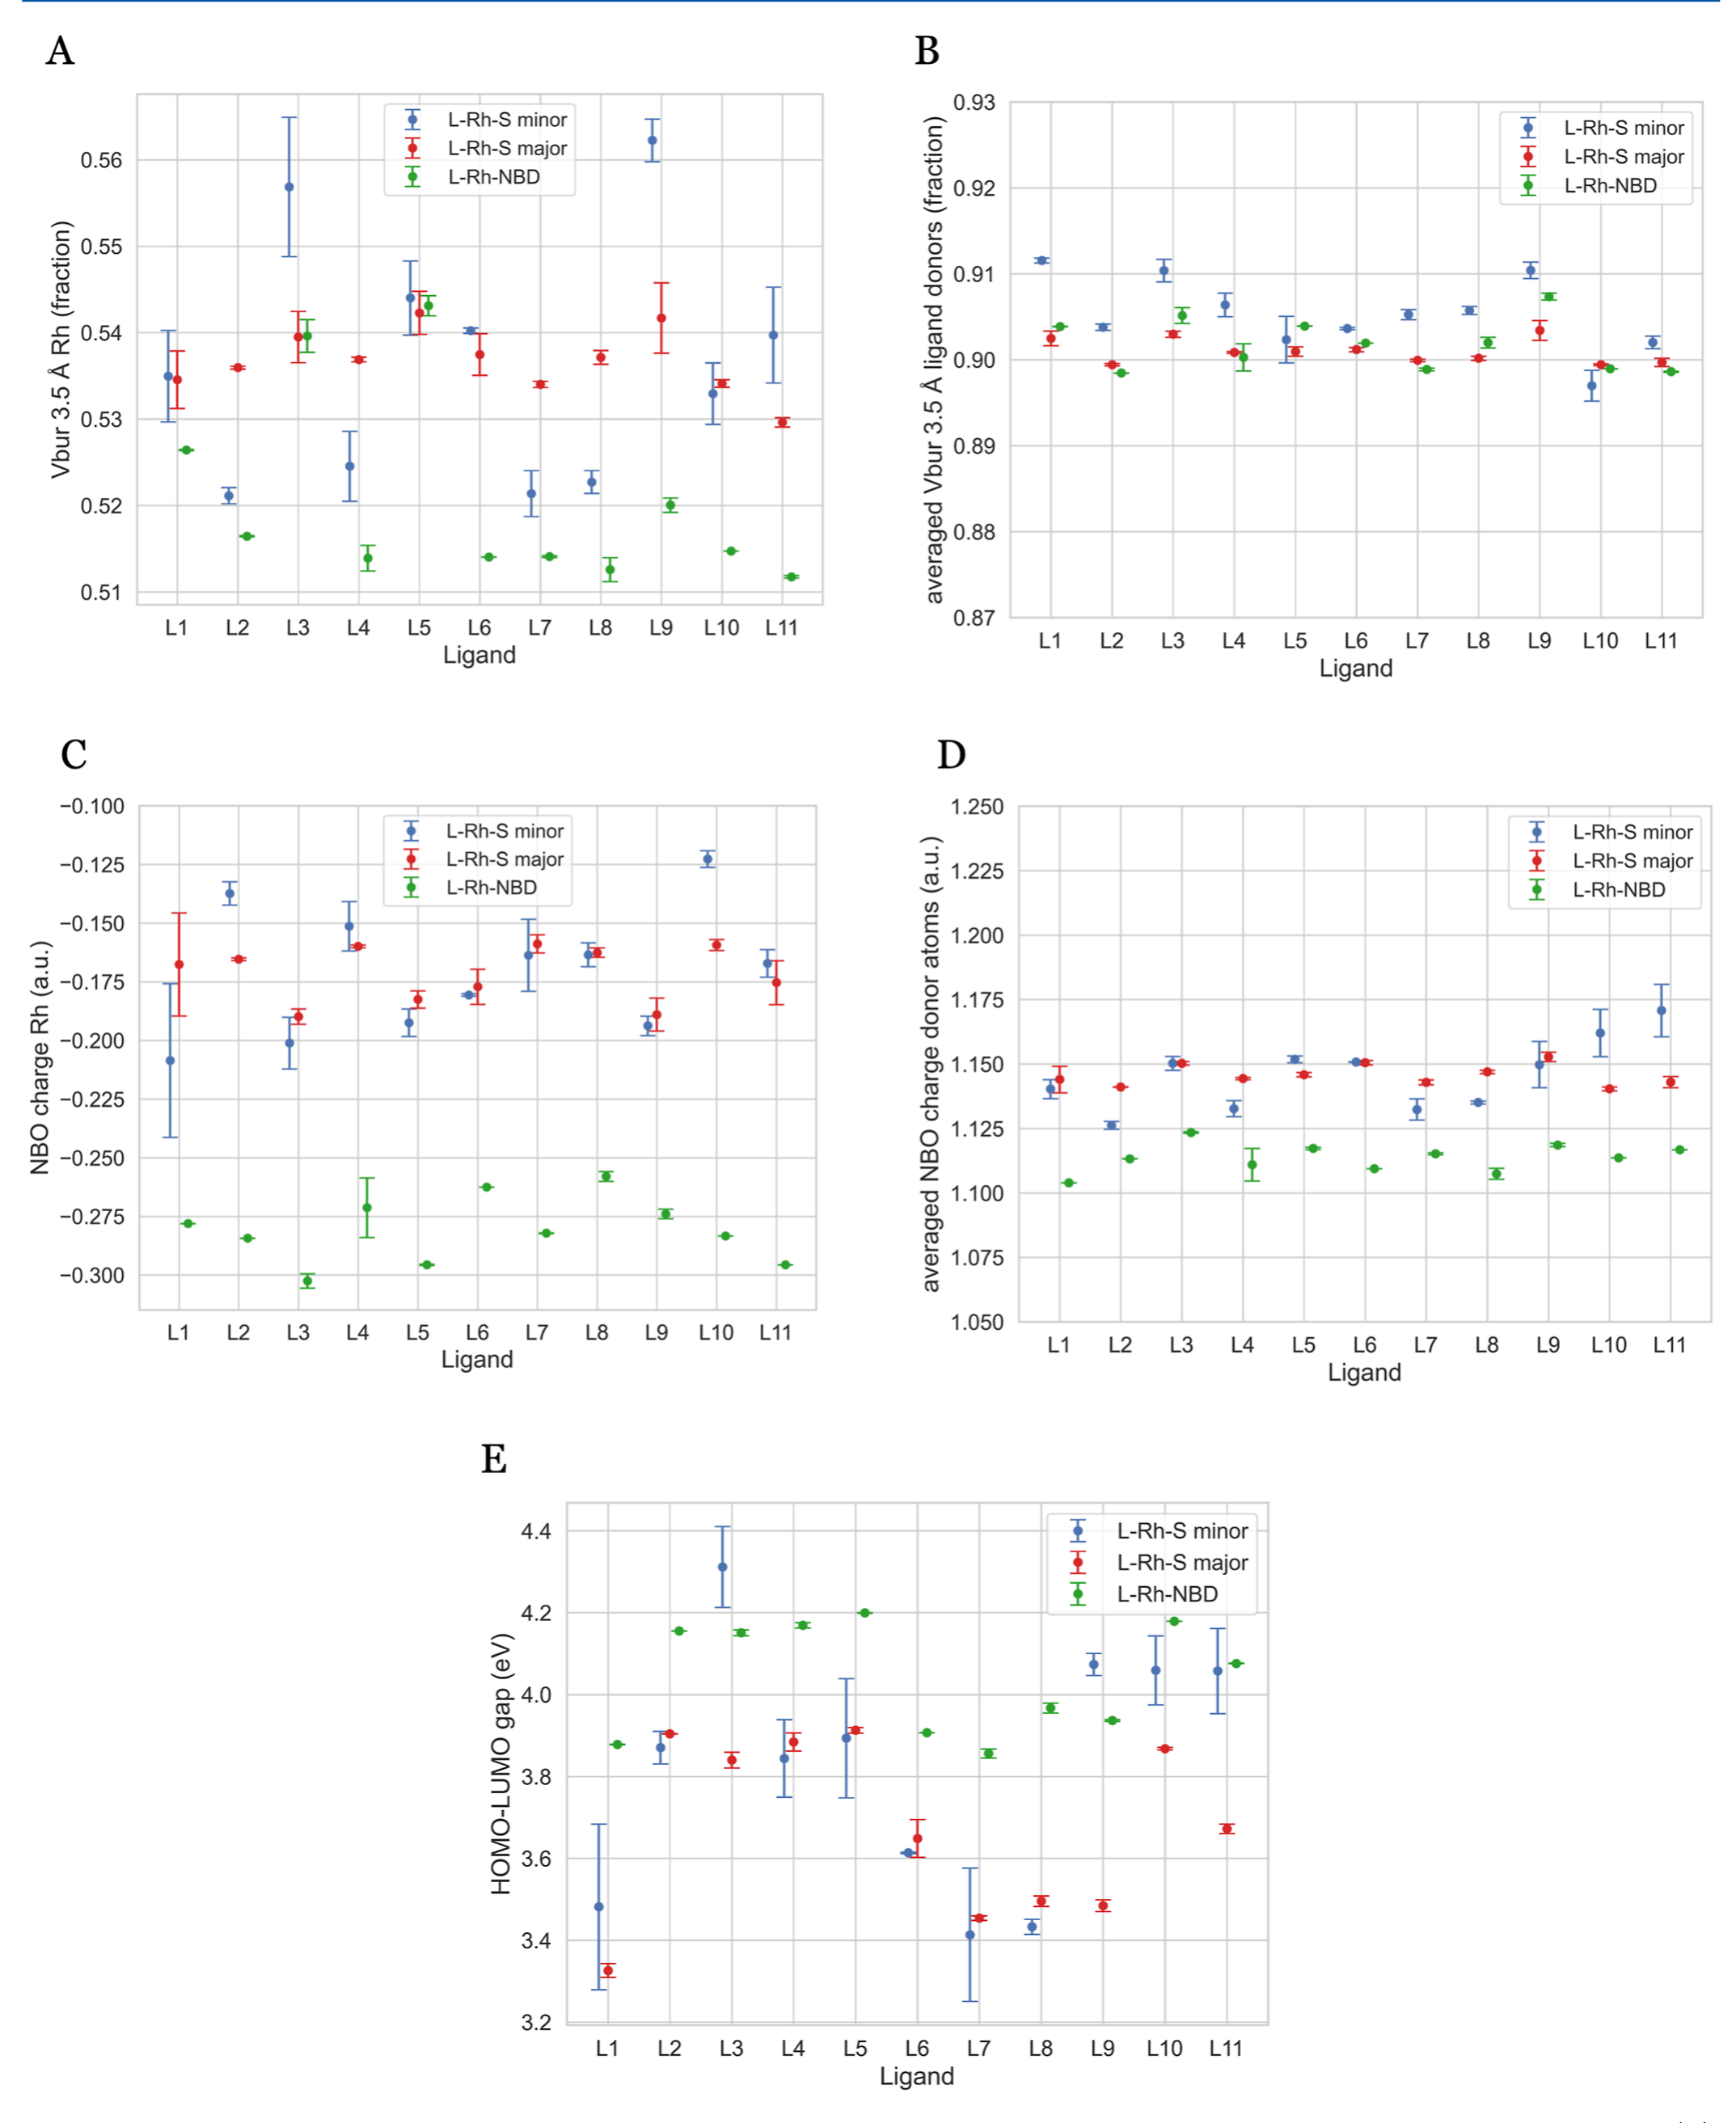 A
Vbur 3.5 Å Rh (fraction)
0.56
0.55
0.54
0.53
0.52
0.51
L-Rh-S minor
L-Rh-S major
L-Rh-NBD
L1 L2 L3 L4 L5 L6 L7 L8 L9 L10 L11
Ligand
B
averaged Vbur 3.5 Å ligand donors (fraction)
0.93
0.92
0.91
0.90
0.89
0.88
0.87
L-Rh-S minor
L-Rh-S major
L-Rh-NBD
L1 L2 L3 L4 L5 L6 L7 L8 L9 L10 L11
Ligand
C
NBO charge Rh (a.u.)
−0.100
−0.125
−0.150
−0.175
−0.200
−0.225
−0.250
−0.275
−0.300
L-Rh-S minor
L-Rh-S major
L-Rh-NBD
L1 L2 L3 L4 L5 L6 L7 L8 L9 L10 L11
Ligand
D
averaged NBO charge donor atoms (a.u.)
1.250
1.225
1.200
1.175
1.150
1.125
1.100
1.075
1.050
L-Rh-S minor
L-Rh-S major
L-Rh-NBD
L1 L2 L3 L4 L5 L6 L7 L8 L9 L10 L11
Ligand
E
HOMO-LUMO gap (eV)
4.4
4.2
4.0
3.8
3.6
3.4
3.2
L-Rh-S minor
L-Rh-S major
L-Rh-NBD
L1 L2 L3 L4 L5 L6 L7 L8 L9 L10 L11
Ligand